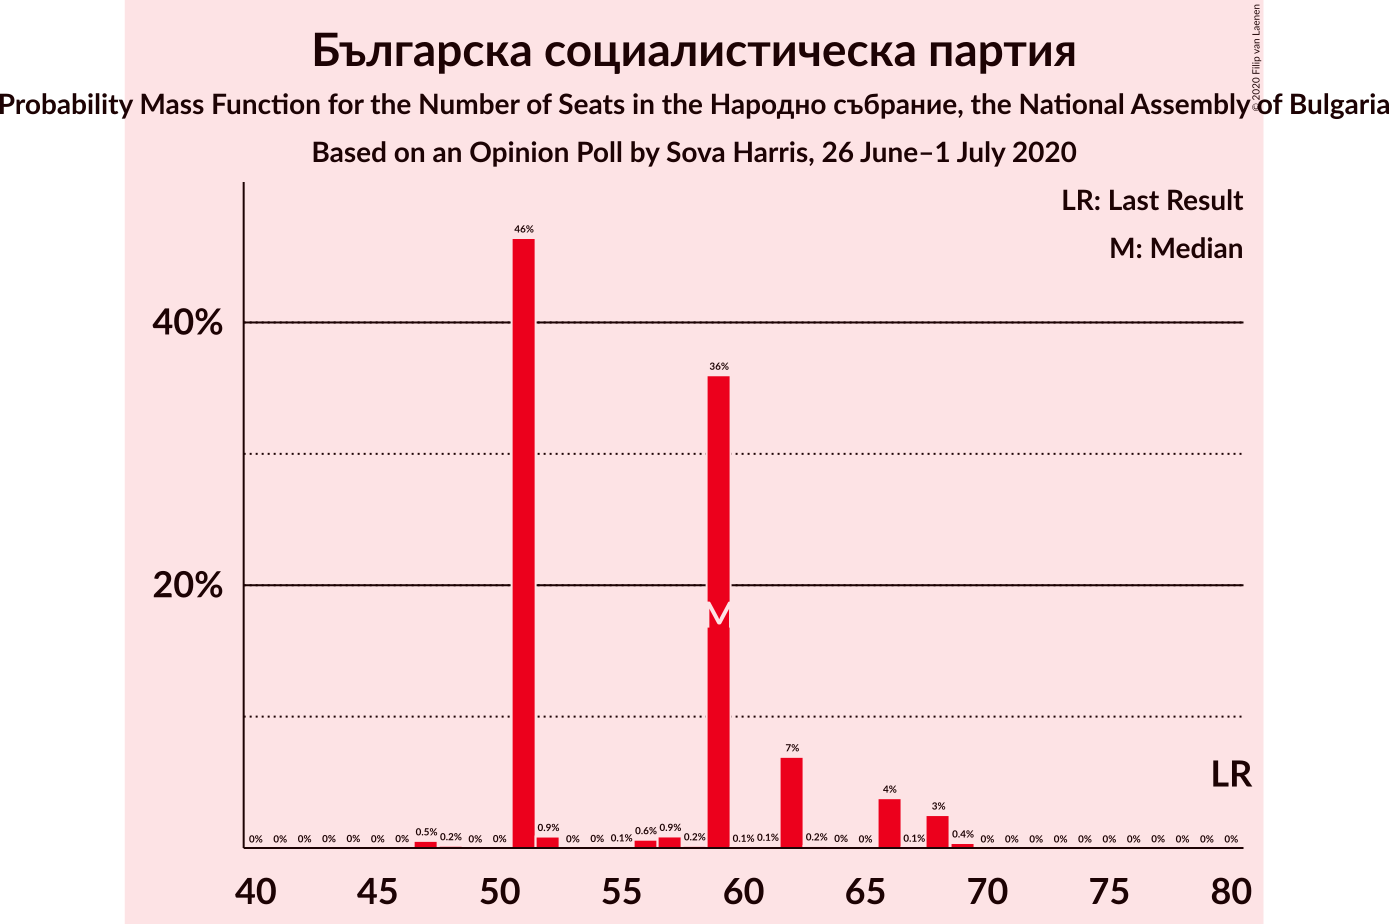 Българска социалистическа партия
Probability Mass Function for the Number of Seats in the Народно събрание, the National Assembly of Bulgaria
Based on an Opinion Poll by Sova Harris, 26 June–1 July 2020
© 2020 Filip van Laenen
LR: Last Result
M: Median
46%
40%
36%
20%
M
7%
LR
4%
3%
0% 0% 0% 0% 0% 0% 0% 0.5% 0.2% 0% 0% 0.9% 0% 0% 0.1% 0.6% 0.9% 0.2% 0.1% 0.1% 0.2% 0% 0% 0.1% 0.4% 0% 0% 0% 0% 0% 0% 0% 0% 0% 0% 0%
40 45 50 55 60 65 70 75 80